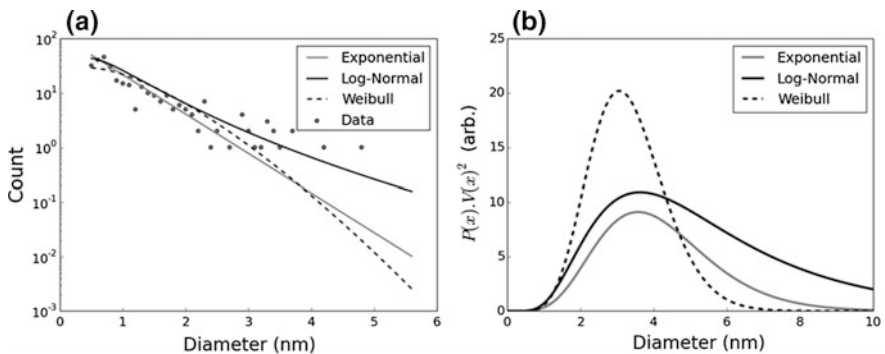 (a)
10^2
10^1
10^0
10^-1
10^-2
10^-3
Count
0 1 2 3 4 5 6
Diameter (nm)
Exponential
Log-Normal
Weibull
Data
(b)
25
20
15
10
5
0
P(x).V(x)^2 (arb.)
0 2 4 6 8 10
Diameter (nm)
Exponential
Log-Normal
Weibull